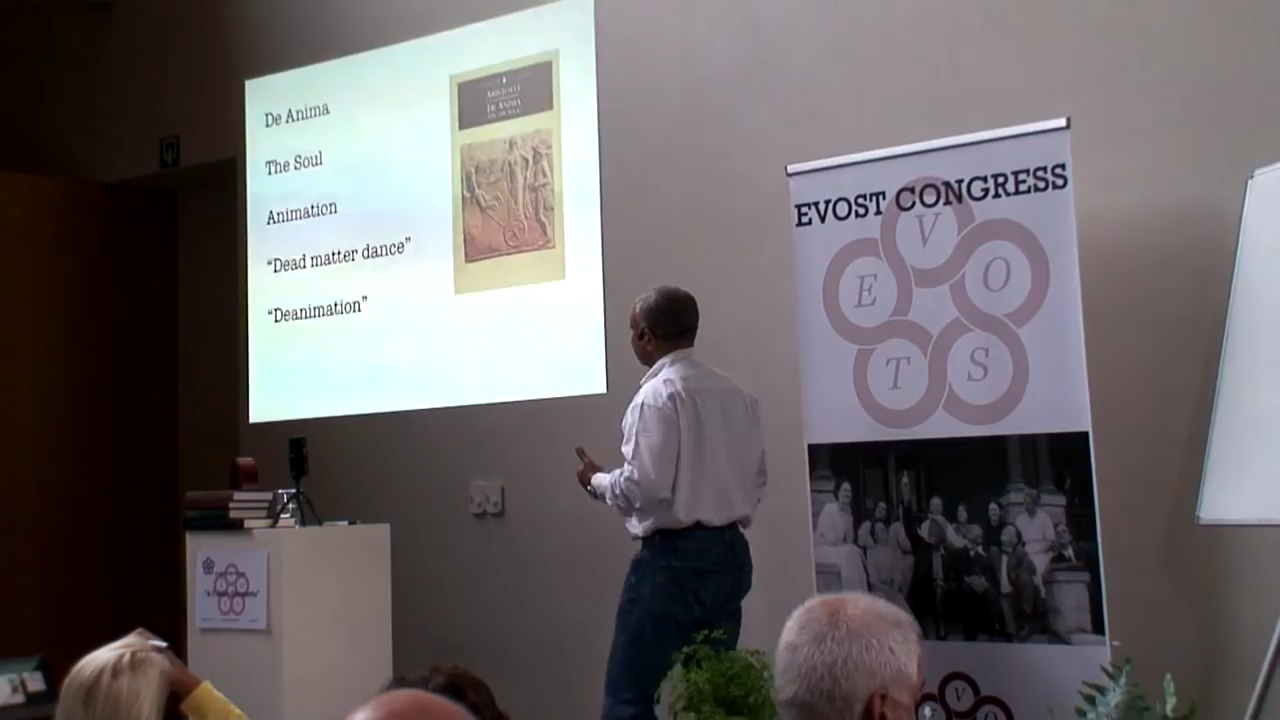 De Anima
The Soul
Animation
“Dead matter dance”
“Deanimation”
ARISTOTLE
DE ANIMA
EVOST CONGRESS
V
E O
T S
V
O